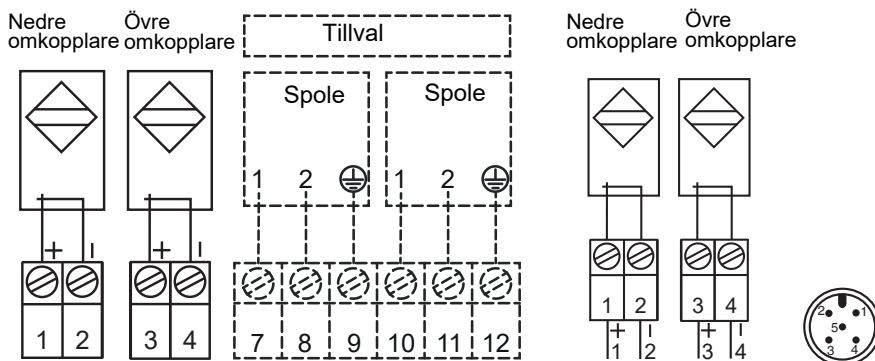 Nedre omkopplare
Övre omkopplare
Tillval
Spole
Spole
1 2
1 2
+ –
+ –
1 2
3 4
7 8 9 10 11 12
Nedre omkopplare
Övre omkopplare
1 2
3 4
+ –
+ –
1 2
3 4
2 1
5
3 4